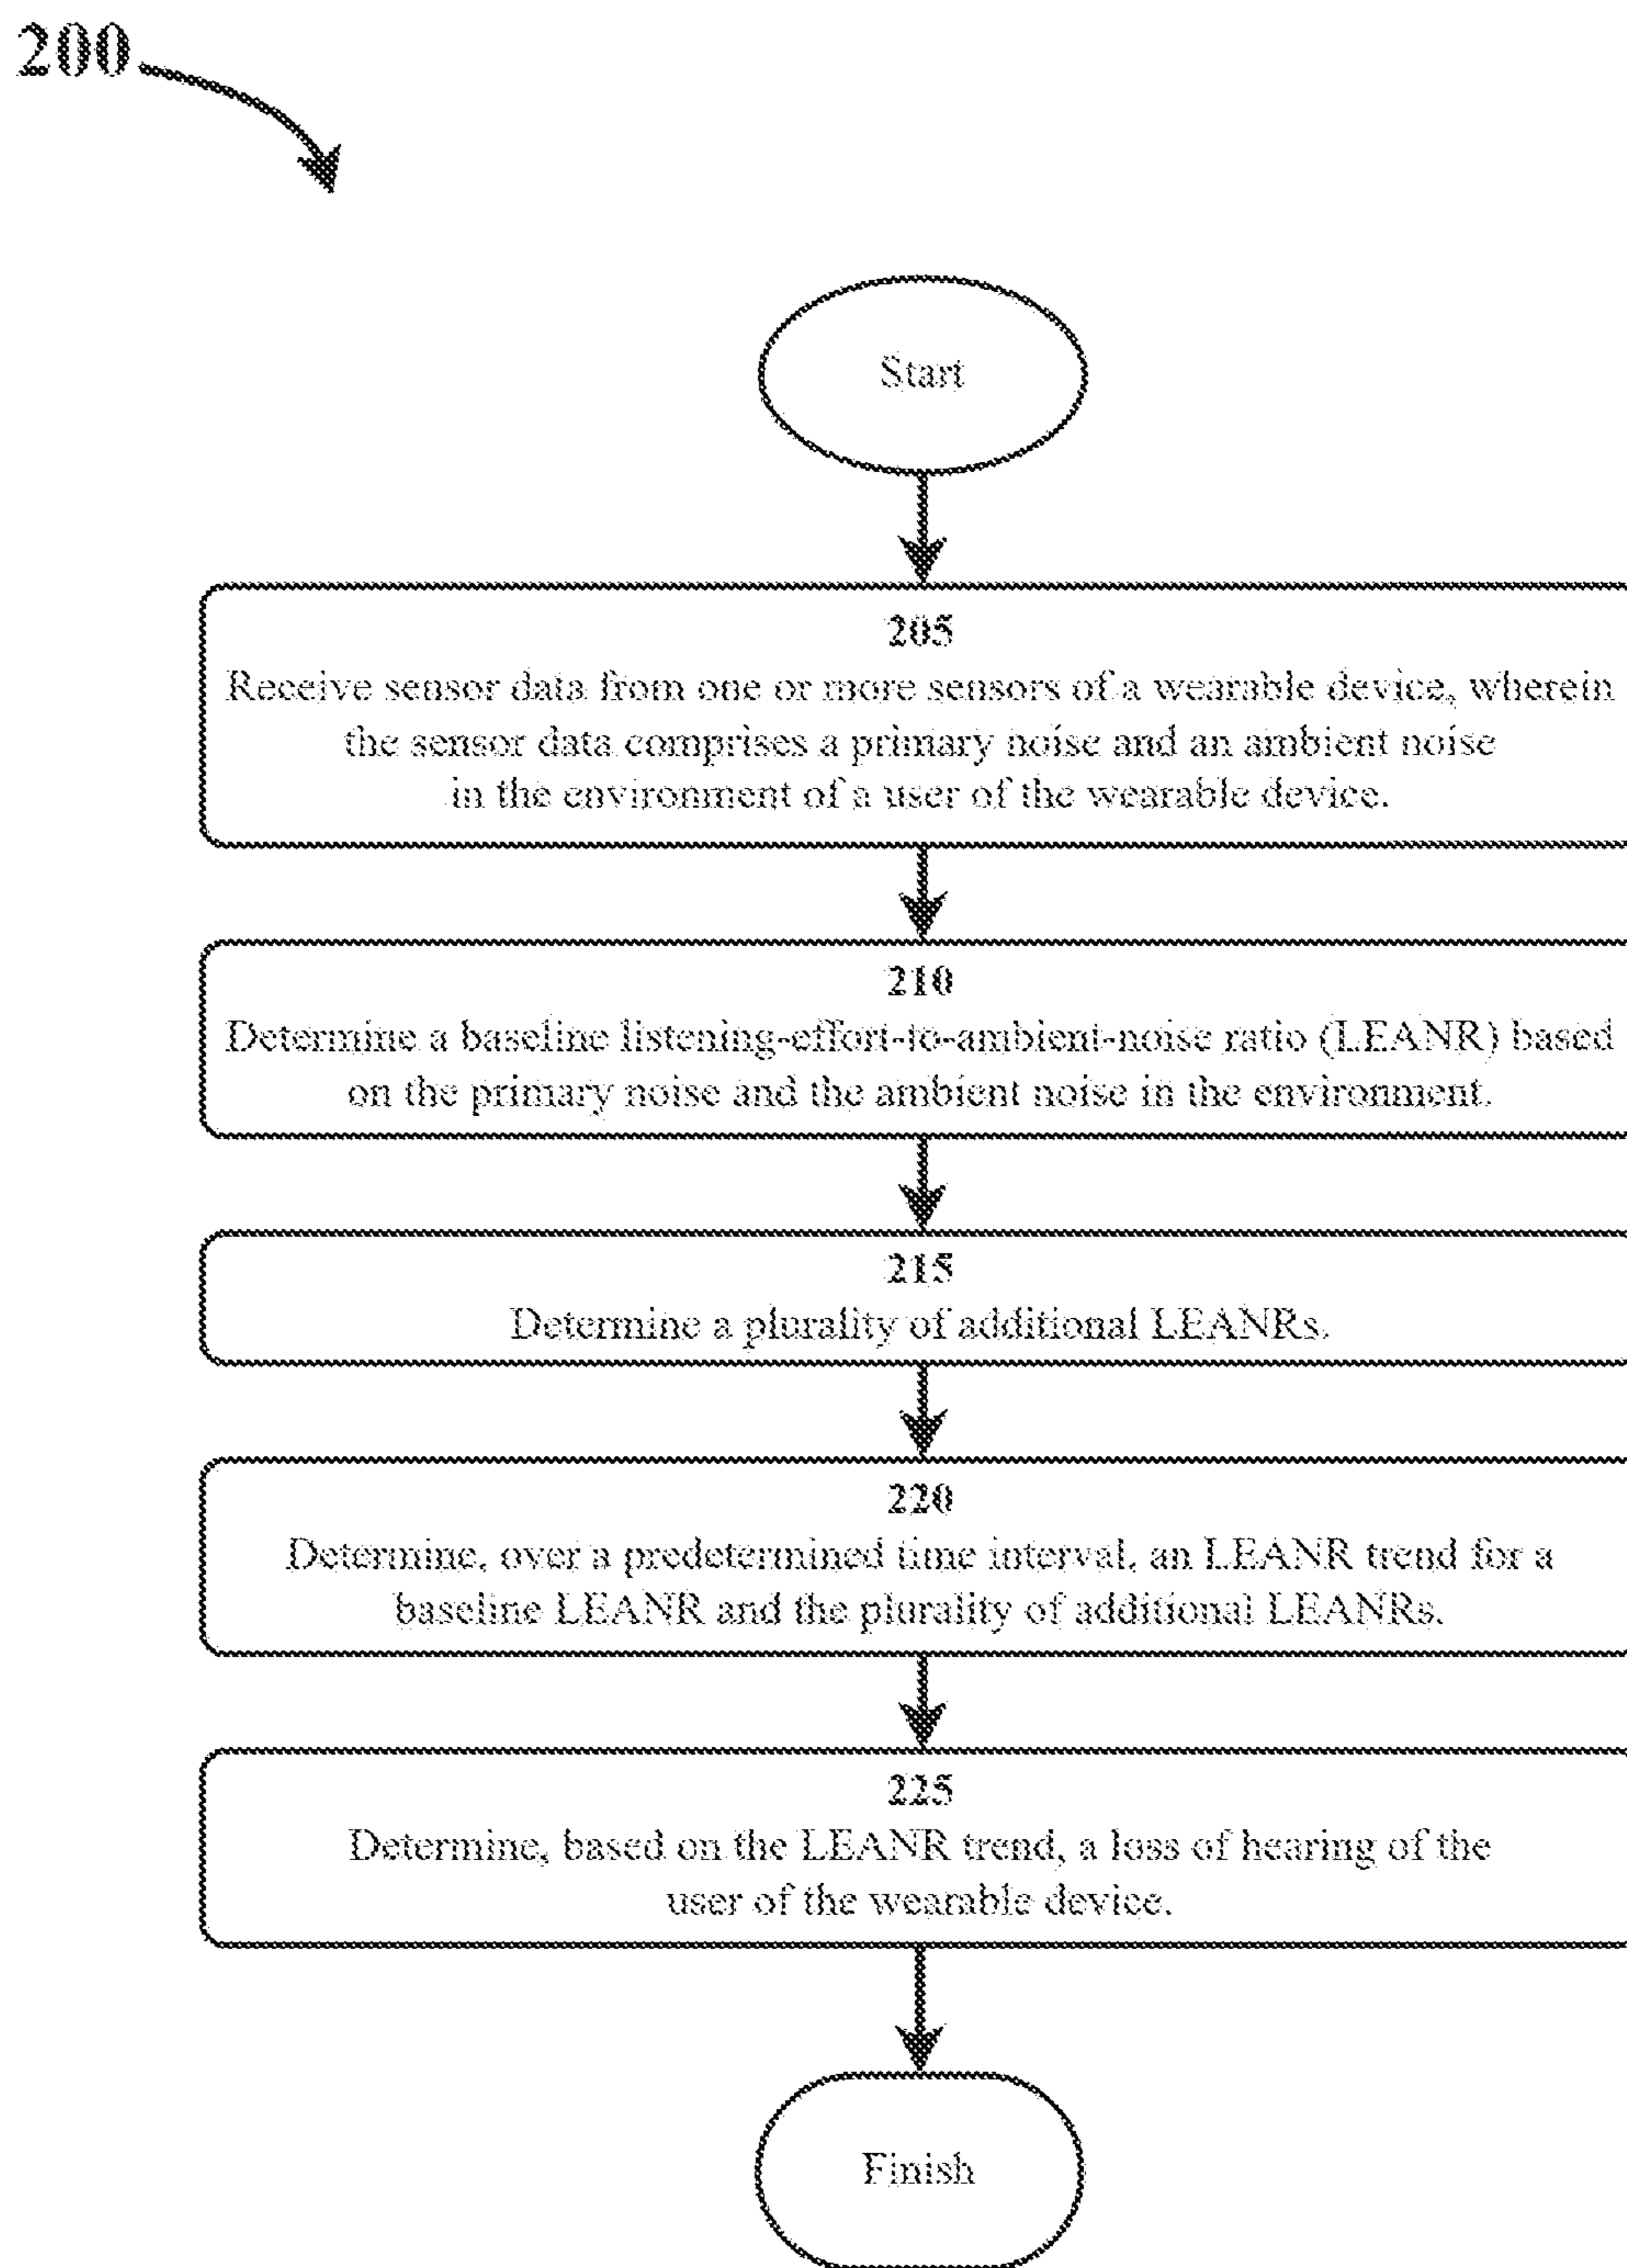 200
Start
205
Receive sensor data from one or more sensors of a wearable device, wherein
the sensor data comprises a primary noise and an ambient noise
in the environment of a user of the wearable device.
210
Determine a baseline listening-effort-to-ambient-noise ratio (LEANR) based
on the primary noise and the ambient noise in the environment.
215
Determine a plurality of additional LEANRs.
220
Determine, over a predetermined time interval, an LEANR trend for a
baseline LEANR and the plurality of additional LEANRs.
225
Determine, based on the LEANR trend, a loss of hearing of the
user of the wearable device.
Finish